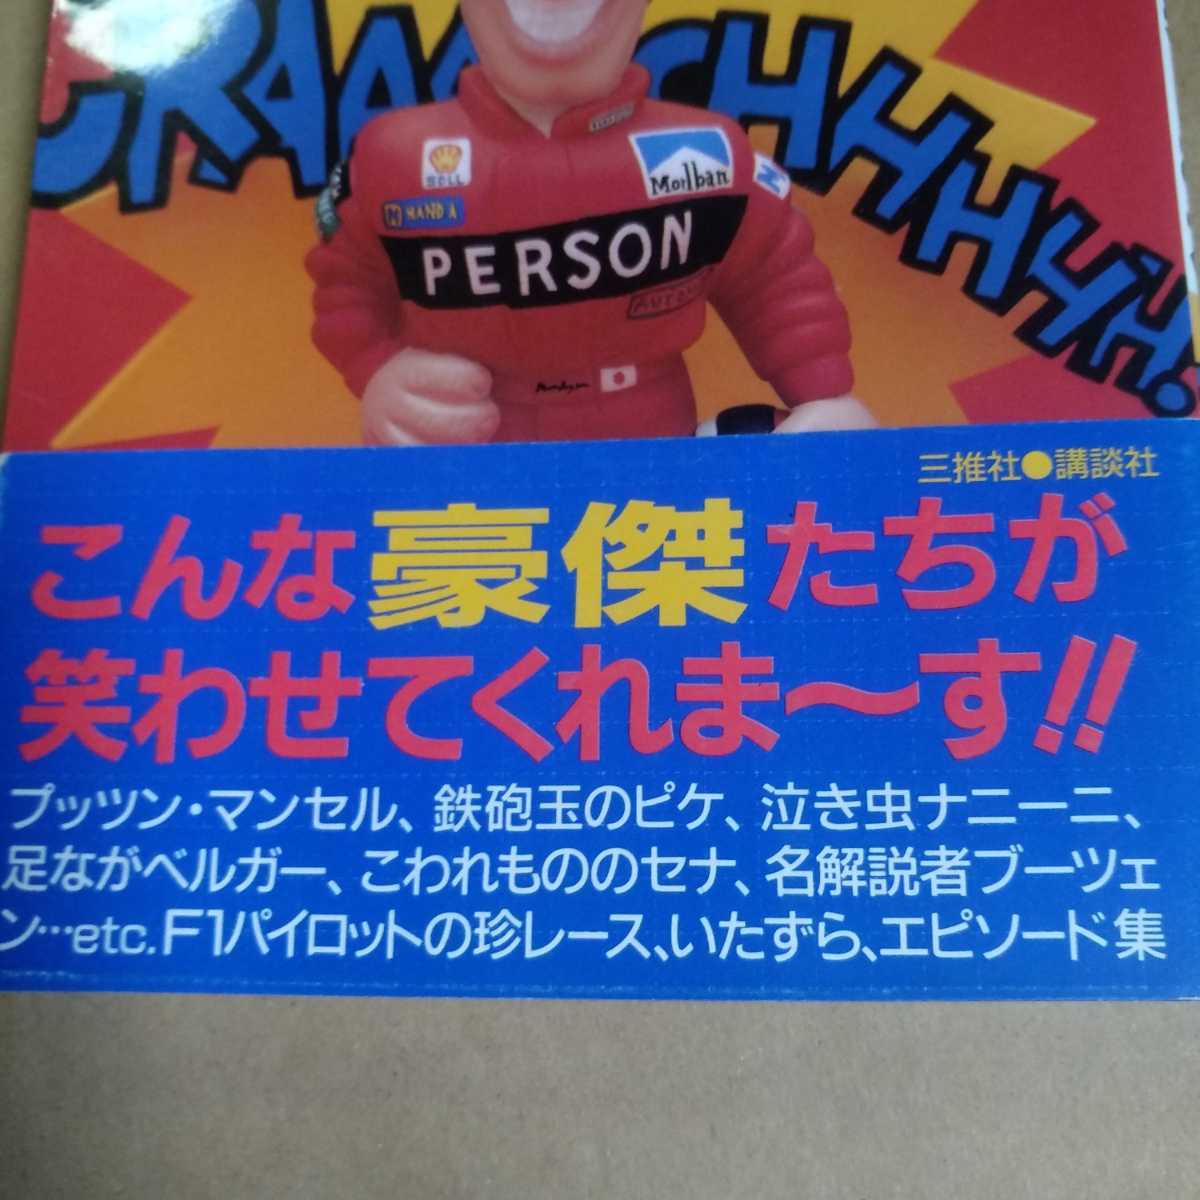 CRAAASCHHHHHH!
SOLL
Morlban
N HANDA
N
PERSON
三推社●講談社
こんな豪傑たちが
笑わせてくれま〜す!!
プッツン・マンセル、鉄砲玉のピケ、泣き虫ナニーニ、
足ながベルガー、こわれもののセナ、名解説者ブーツェ
ン…etc.F1パイロットの珍レース、いたずら、エピソード集